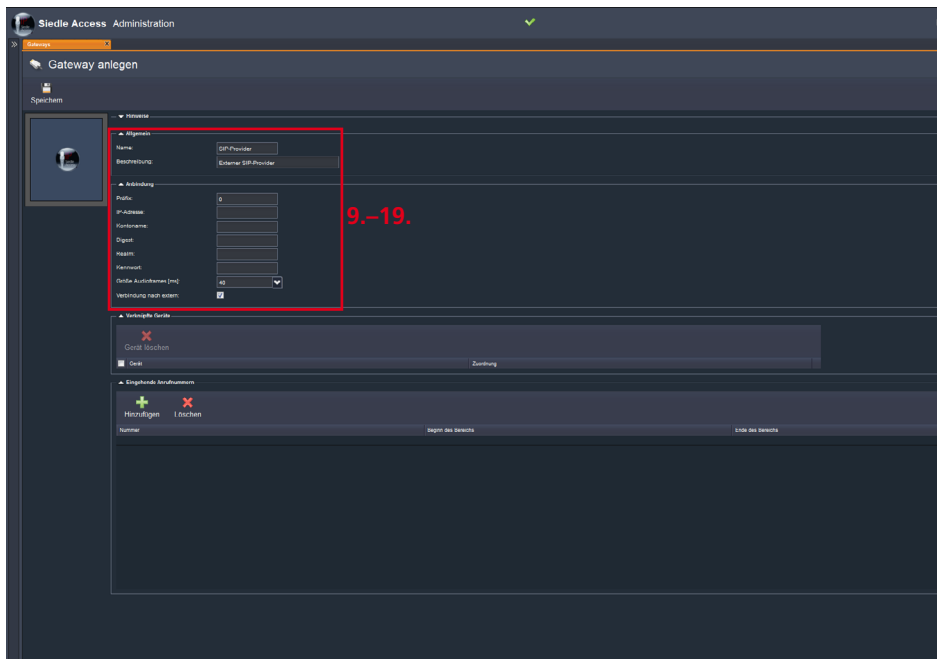 Siedle Access Administration
Gateways x
Gateway anlegen
Speichern
Hinweise
Allgemein
Name: SIP-Provider
Beschreibung: Externer SIP-Provider
Anbindung
Präfix: 0
IP-Adresse:
Kontoname:
Digest:
Realm:
Kennwort:
Größe Audioframes [ms]: 40
Verbindung nach extern:
9.–19.
Verknüpfte Geräte
Gerät löschen
Gerät Zuordnung
Eingehende Anrufnummern
Hinzufügen Löschen
Nummer Beginn des Bereichs Ende des Bereichs